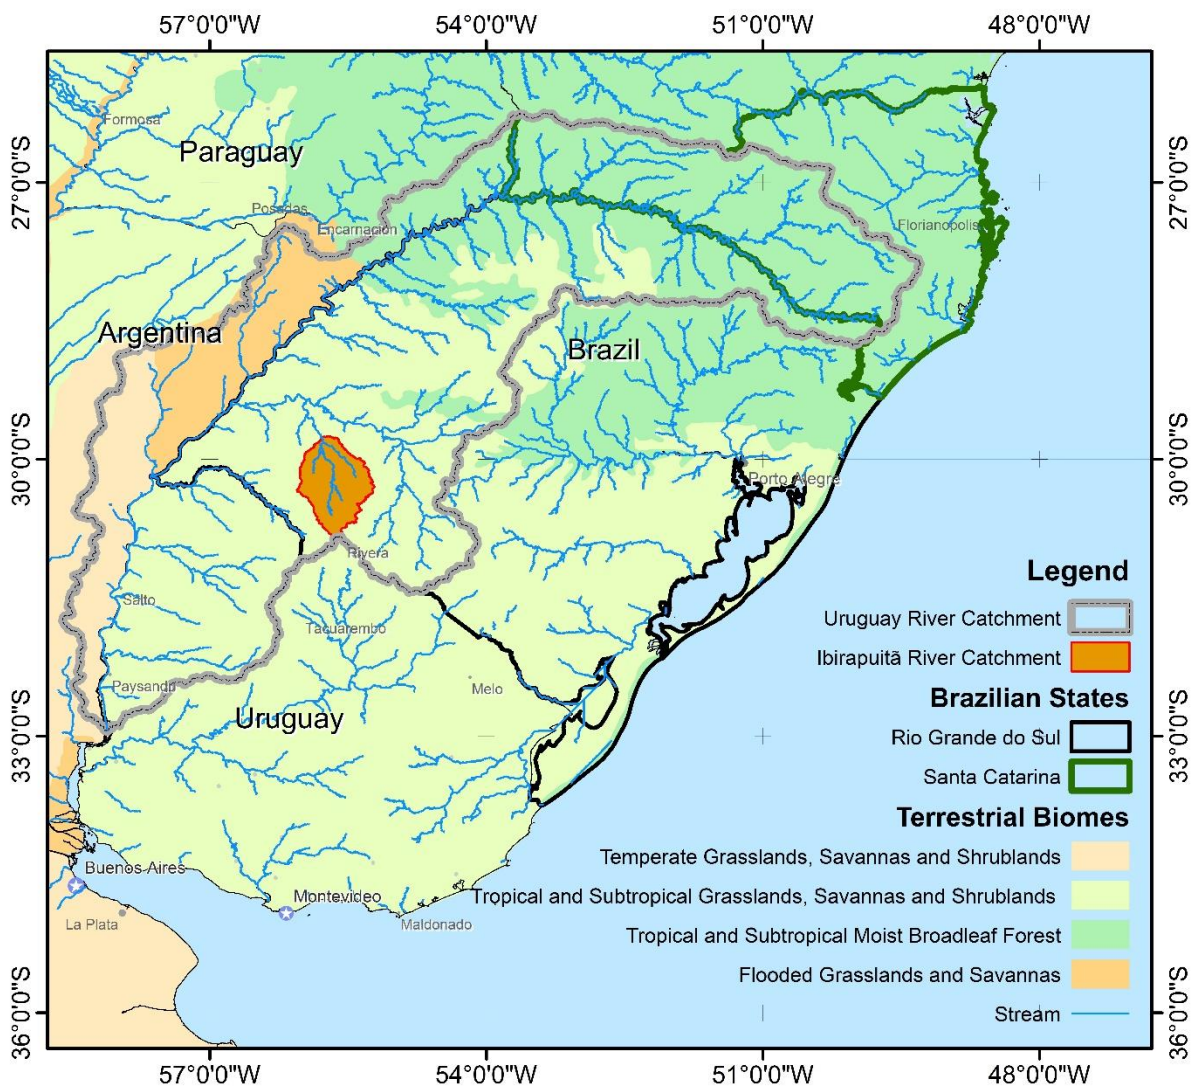 57°0'0"W
54°0'0"W
51°0'0"W
48°0'0"W
Formosa
Paraguay
27°0'0"S
27°0'0"S
Posadas
Encarnación
Florianopolis
Argentina
Brazil
30°0'0"S
30°0'0"S
Porto Alegre
Rivera
Salto
Tacuarembo
Paysandu
Melo
Uruguay
33°0'0"S
33°0'0"S
Buenos Aires
Montevideo
La Plata
Maldonado
36°0'0"S
36°0'0"S
Legend
Uruguay River Catchment
Ibirapuitã River Catchment
Brazilian States
Rio Grande do Sul
Santa Catarina
Terrestrial Biomes
Temperate Grasslands, Savannas and Shrublands
Tropical and Subtropical Grasslands, Savannas and Shrublands
Tropical and Subtropical Moist Broadleaf Forest
Flooded Grasslands and Savannas
Stream
57°0'0"W
54°0'0"W
51°0'0"W
48°0'0"W